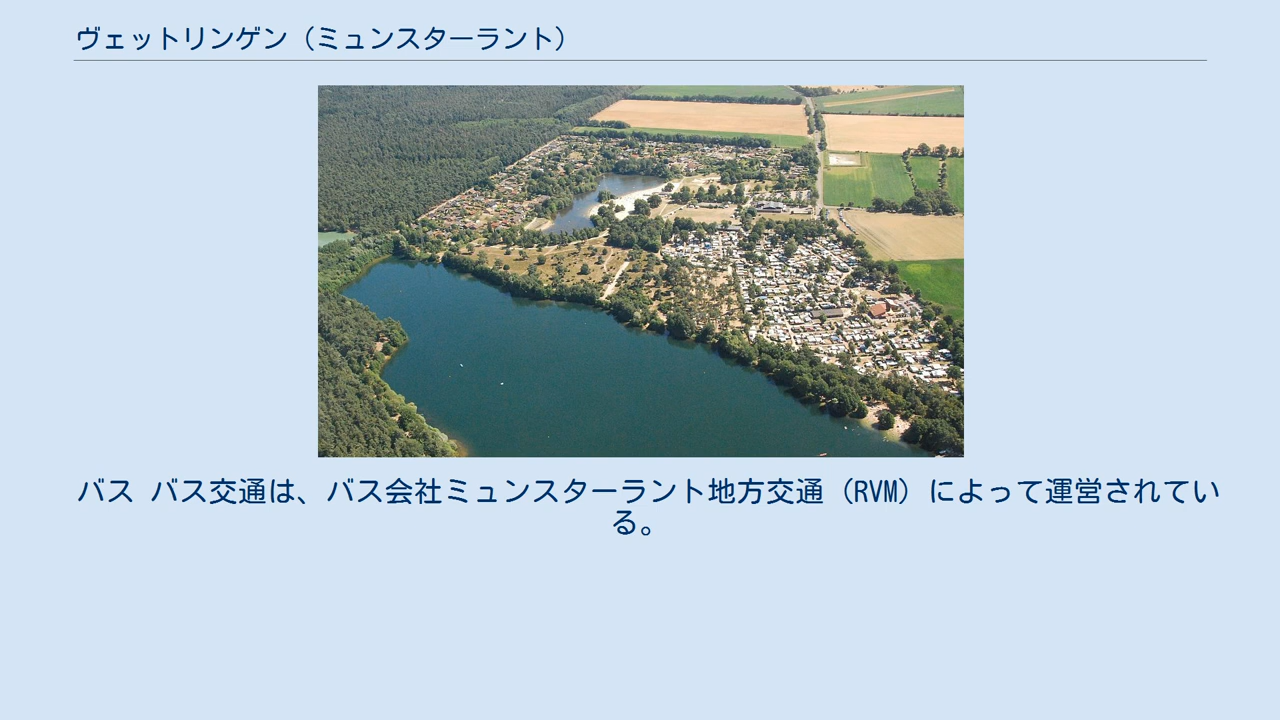 ヴェットリンゲン（ミュンスターラント）
バス バス交通は、バス会社ミュンスターラント地方交通（RVM）によって運営されてい
る。